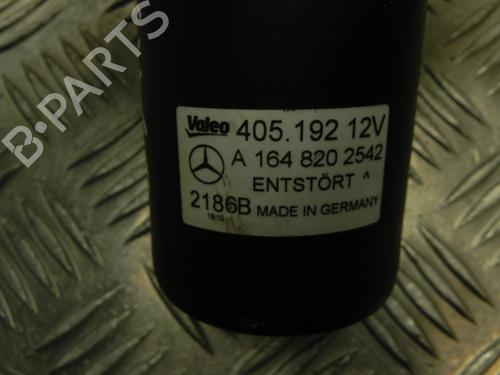 B-PARTS
Valeo 405.192 12V
A 164 820 2542
ENTSTÖRT ^
2186B MADE IN GERMANY